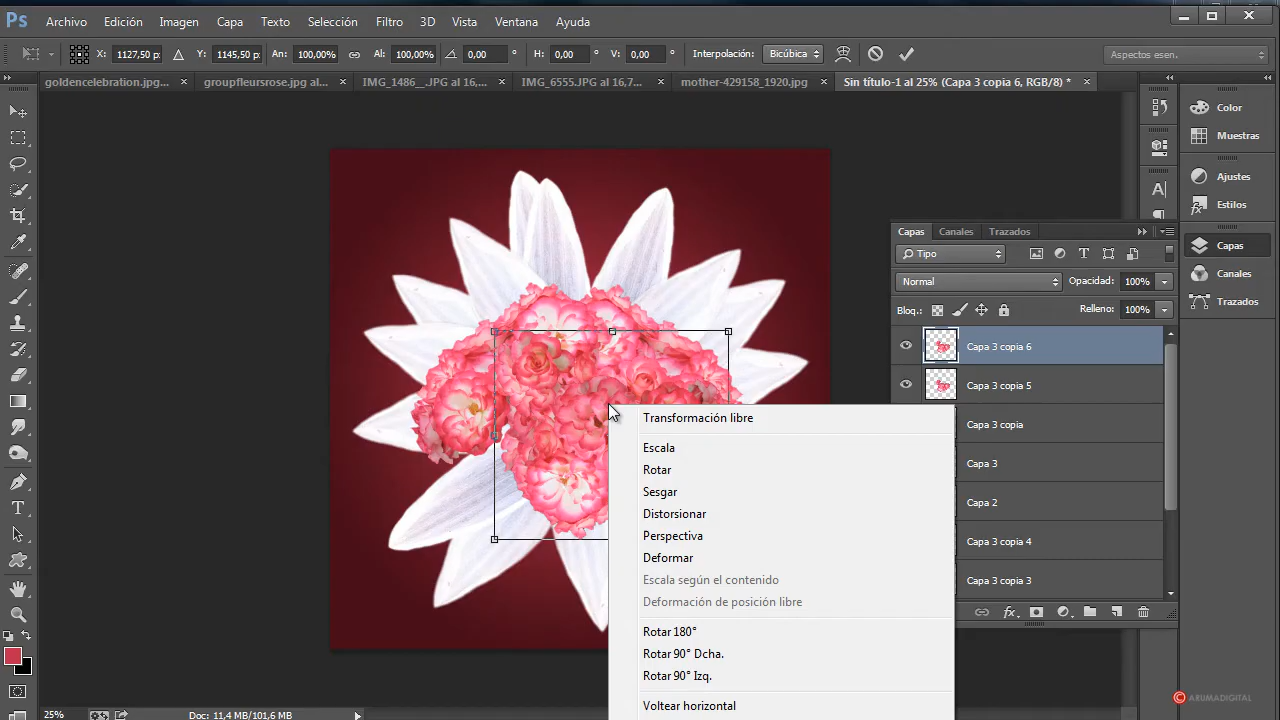 Ps Archivo Edición Imagen Capa Texto Selección Filtro 3D Vista Ventana Ayuda
X: 1127,50 p: Y: 1145,50 p: An: 100,00% Al: 100,00% 0,00 ° H: 0,00 ° V: 0,00 ° Interpolación: Bicúbica Aspectos esen.
goldencelebration.jpg... × groupfleursrose.jpg al... × IMG_1486__.JPG al 16,... × IMG_6555.JPG al 16,7... × mother-429158_1920.jpg × Sin título-1 al 25% (Capa 3 copia 6, RGB/8) * ×
Color
Muestras
Ajustes
Estilos
Capas
Canales
Trazados
Capas Canales Trazados
Tipo
Normal Opacidad: 100%
Bloq.: Relleno: 100%
Capa 3 copia 6
Capa 3 copia 5
Capa 3 copia
Capa 3
Capa 2
Capa 3 copia 4
Capa 3 copia 3
fx
Transformación libre
Escala
Rotar
Sesgar
Distorsionar
Perspectiva
Deformar
Escala según el contenido
Deformación de posición libre
Rotar 180°
Rotar 90° Dcha.
Rotar 90° Izq.
Voltear horizontal
25% Doc: 11,4 MB/101,6 MB
© ARUMADIGITAL